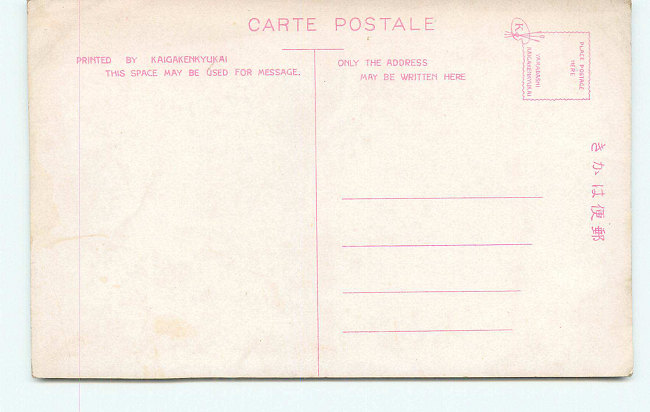 CARTE POSTALE
PRINTED BY KAIGAKENKYUKAI
THIS SPACE MAY BE USED FOR MESSAGE.
ONLY THE ADDRESS
MAY BE WRITTEN HERE
K
PLACE POSTAGE
HERE
KAIGAKENKYUKAI
きかは便郵